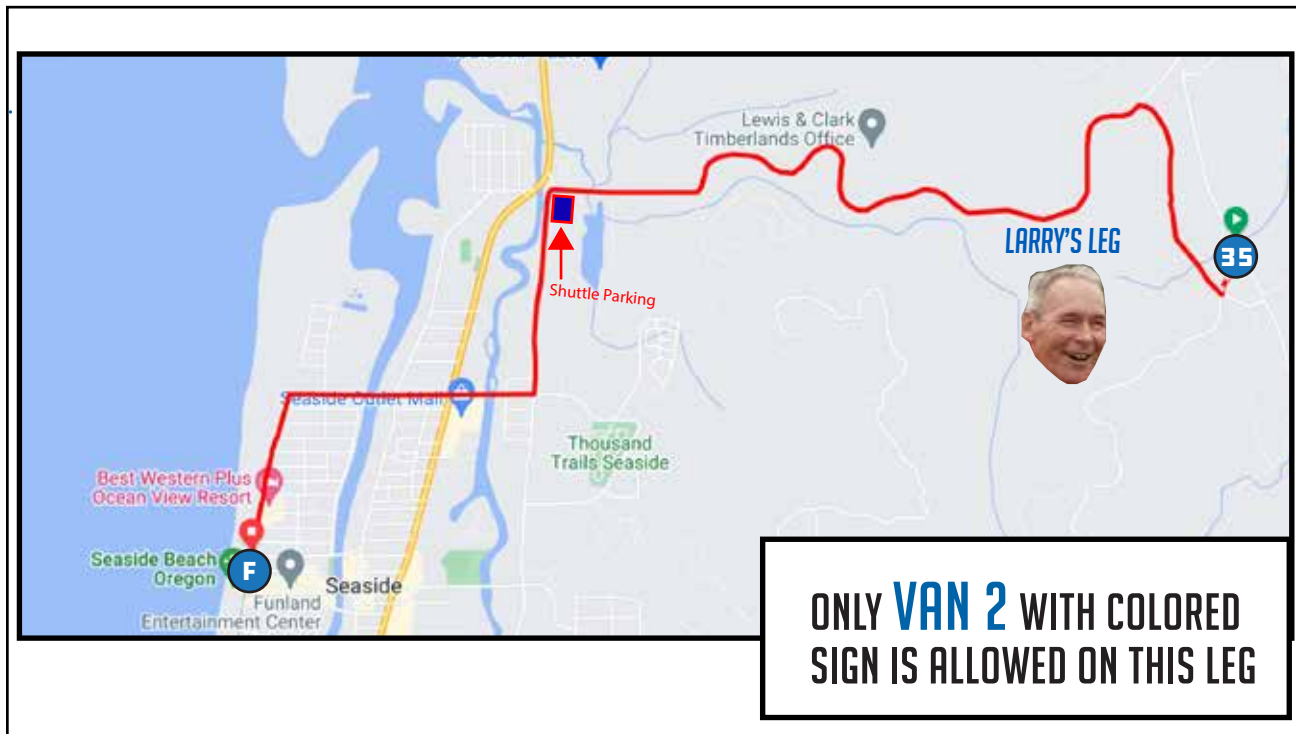 Lewis & Clark
Timberlands Office
LARRY'S LEG
35
Shuttle Parking
Seaside Outlet Mall
Thousand
Trails Seaside
Best Western Plus
Ocean View Resort
Seaside Beach
Oregon
F
Funland
Entertainment Center
Seaside
ONLY VAN 2 WITH COLORED
SIGN IS ALLOWED ON THIS LEG